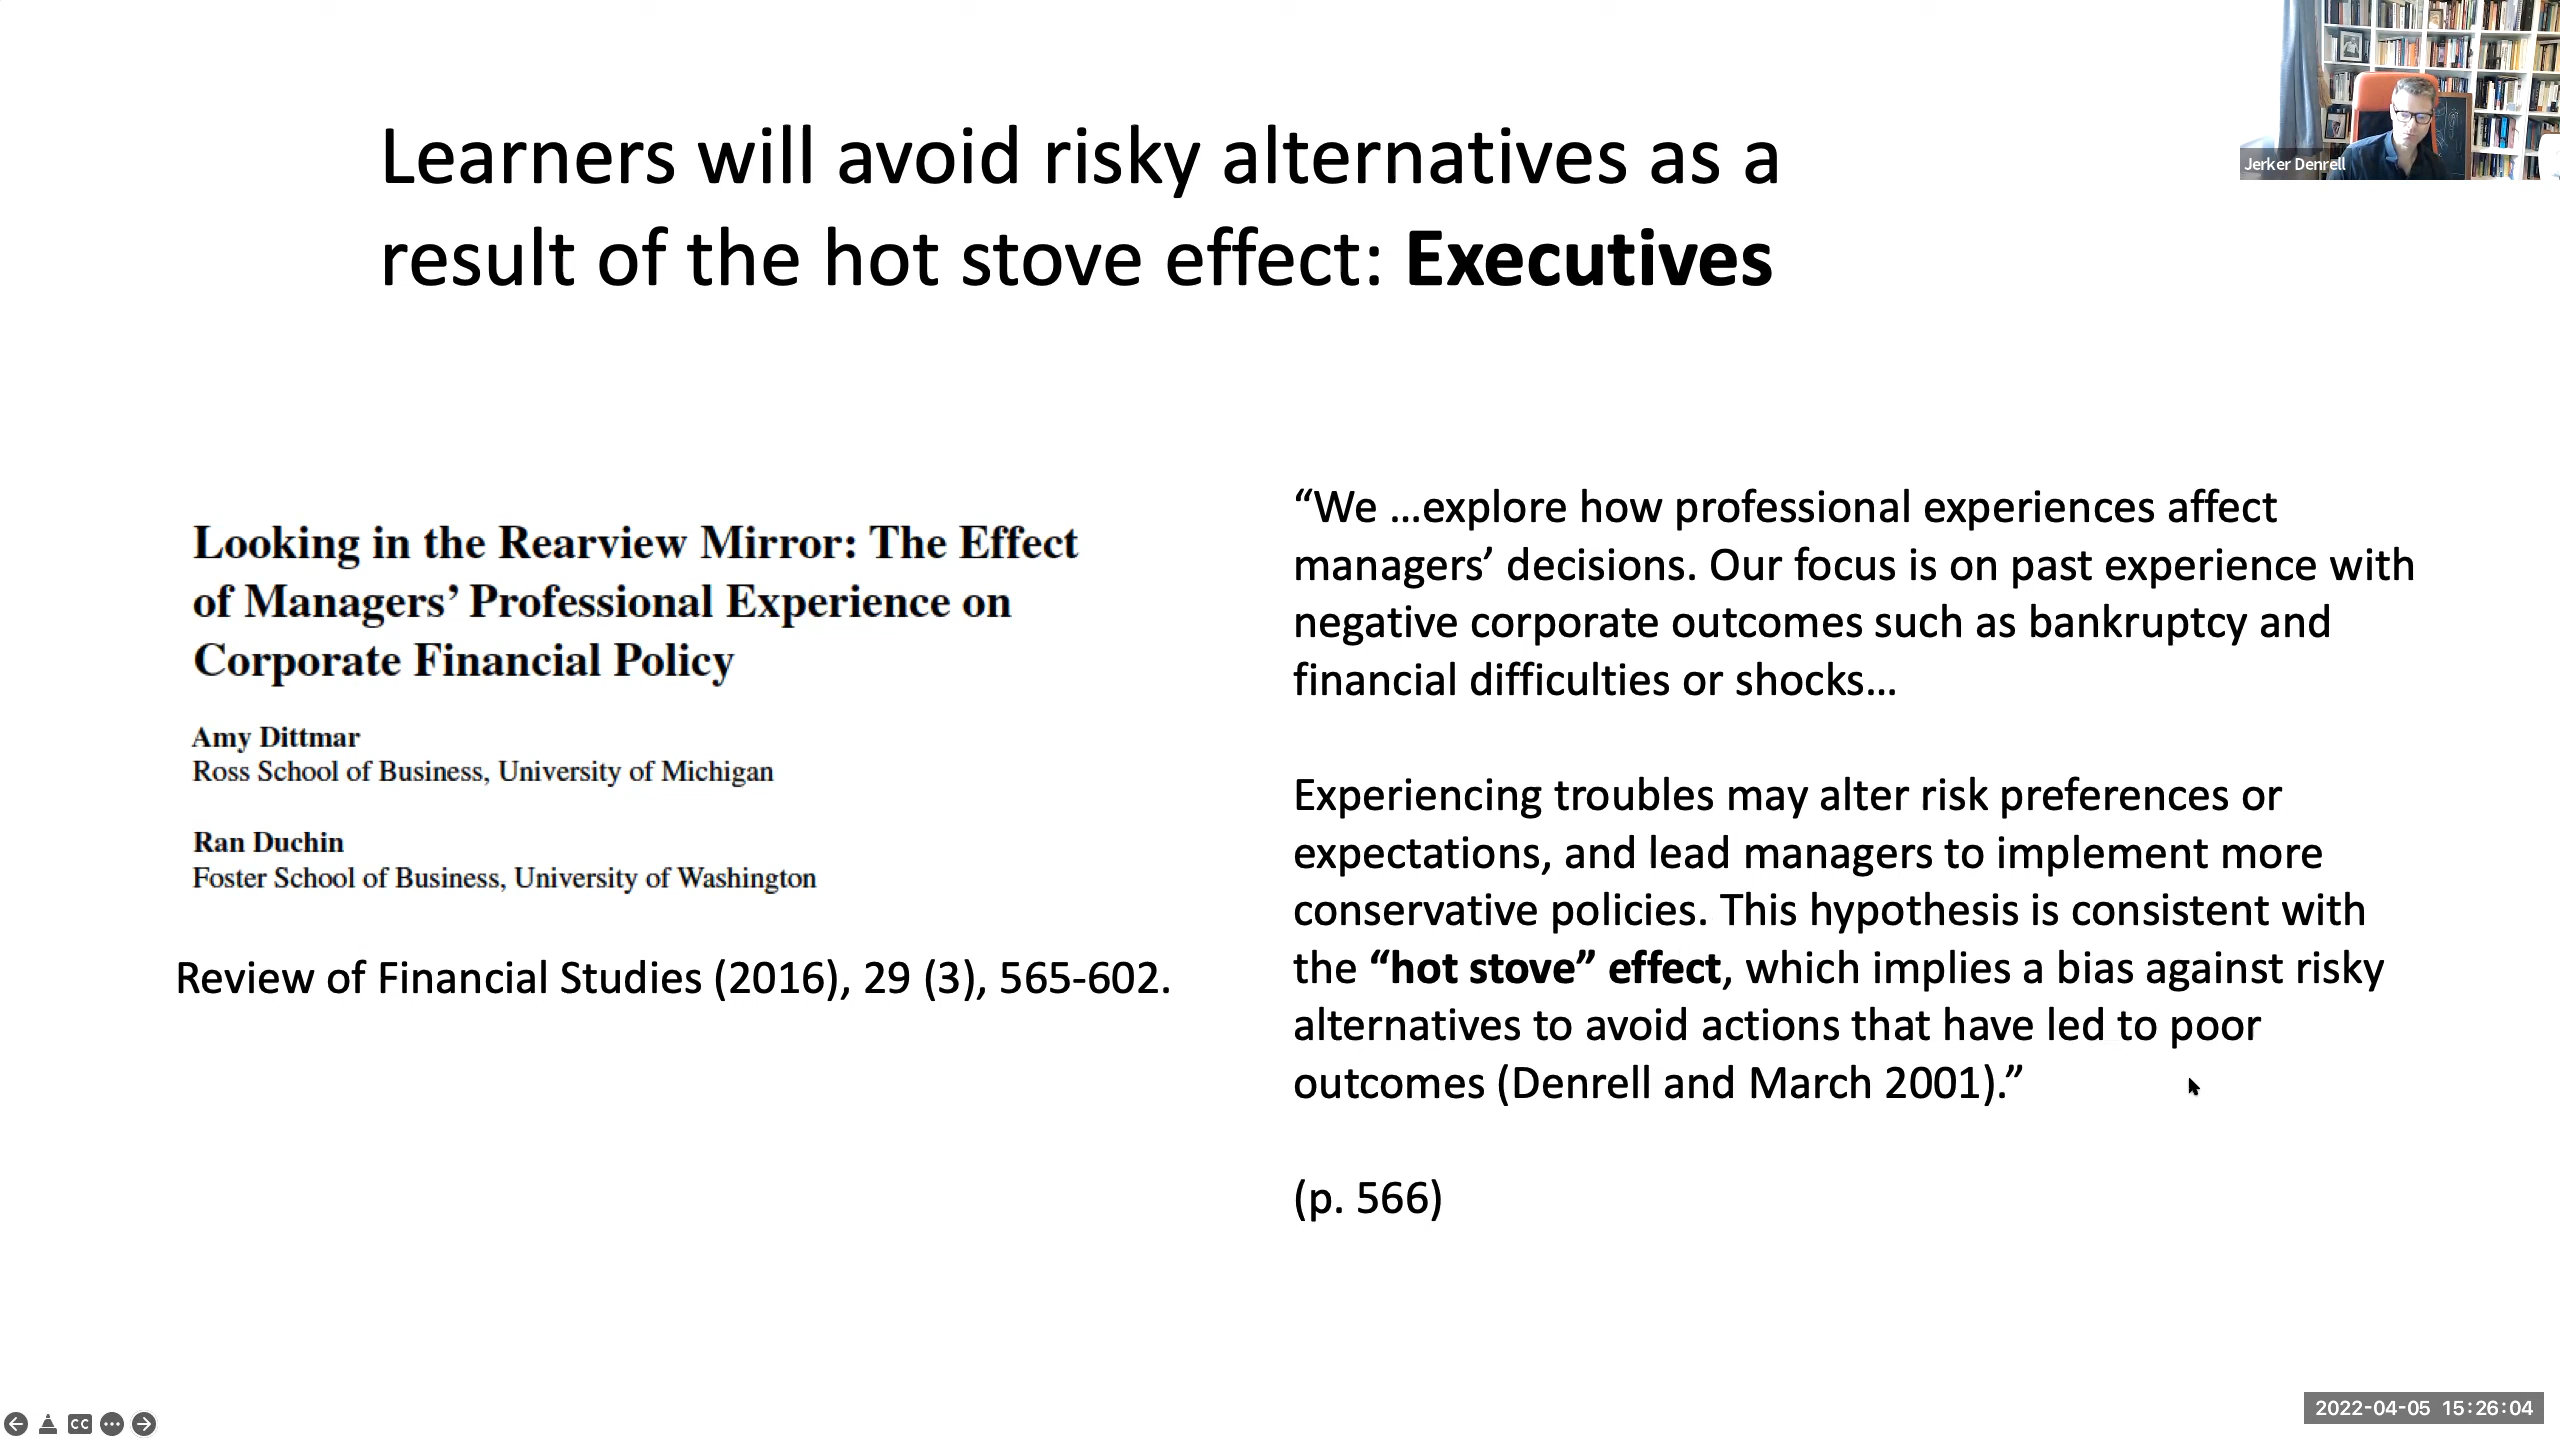 Learners will avoid risky alternatives as a
result of the hot stove effect: Executives
Jerker Denrell
Looking in the Rearview Mirror: The Effect
of Managers’ Professional Experience on
Corporate Financial Policy
Amy Dittmar
Ross School of Business, University of Michigan
Ran Duchin
Foster School of Business, University of Washington
Review of Financial Studies (2016), 29 (3), 565-602.
“We ...explore how professional experiences affect
managers’ decisions. Our focus is on past experience with
negative corporate outcomes such as bankruptcy and
financial difficulties or shocks...
Experiencing troubles may alter risk preferences or
expectations, and lead managers to implement more
conservative policies. This hypothesis is consistent with
the “hot stove” effect, which implies a bias against risky
alternatives to avoid actions that have led to poor
outcomes (Denrell and March 2001).”
(p. 566)
CC
2022-04-05 15:26:04